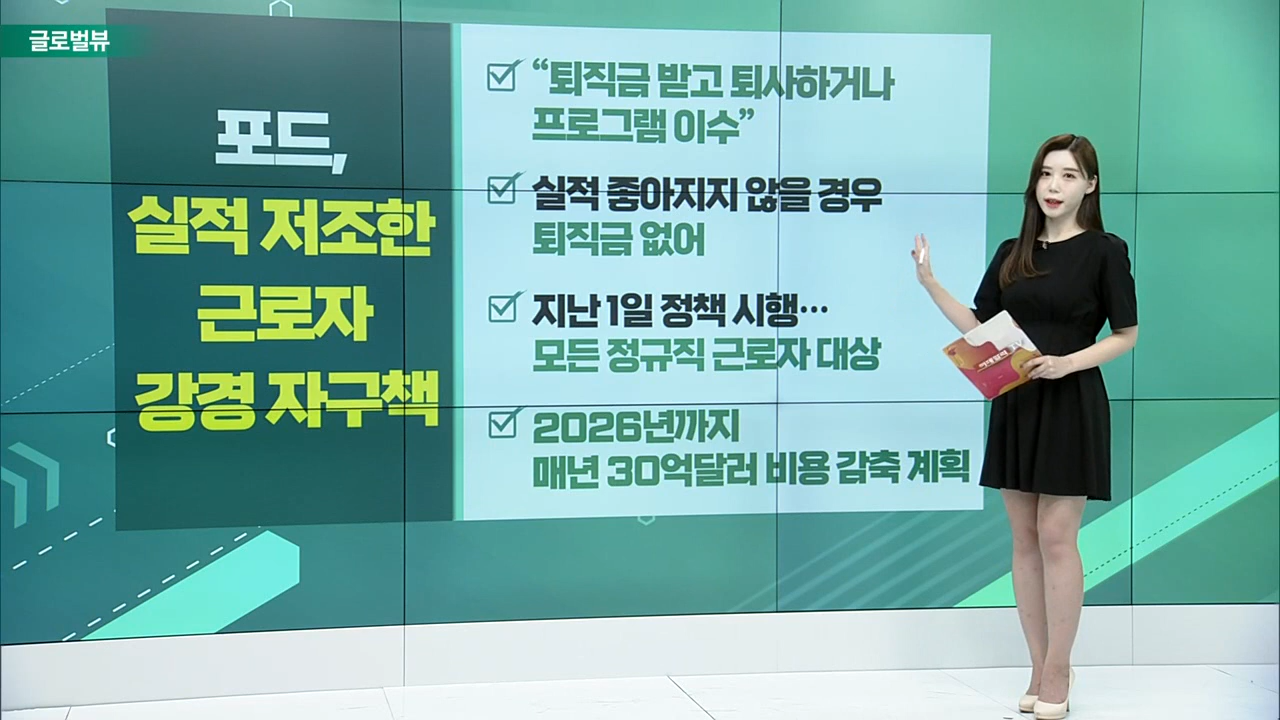 글로벌뷰
포드,
실적 저조한
근로자
강경 자구책
“퇴직금 받고 퇴사하거나
프로그램 이수”
실적 좋아지지 않을 경우
퇴직금 없어
지난 1일 정책 시행…
모든 정규직 근로자 대상
2026년까지
매년 30억달러 비용 감축 계획